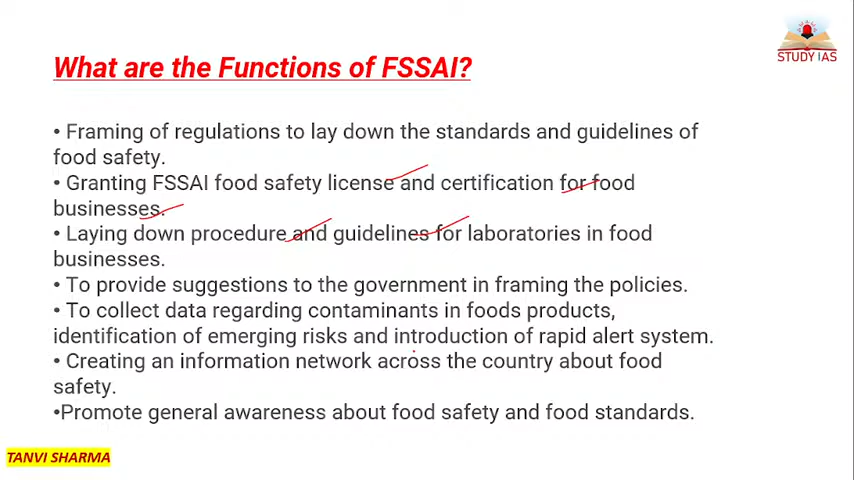 STUDY IAS
What are the Functions of FSSAI?
• Framing of regulations to lay down the standards and guidelines of
food safety.
• Granting FSSAI food safety license and certification for food
businesses.
• Laying down procedure and guidelines for laboratories in food
businesses.
• To provide suggestions to the government in framing the policies.
• To collect data regarding contaminants in foods products,
identification of emerging risks and introduction of rapid alert system.
• Creating an information network across the country about food
safety.
•Promote general awareness about food safety and food standards.
TANVI SHARMA